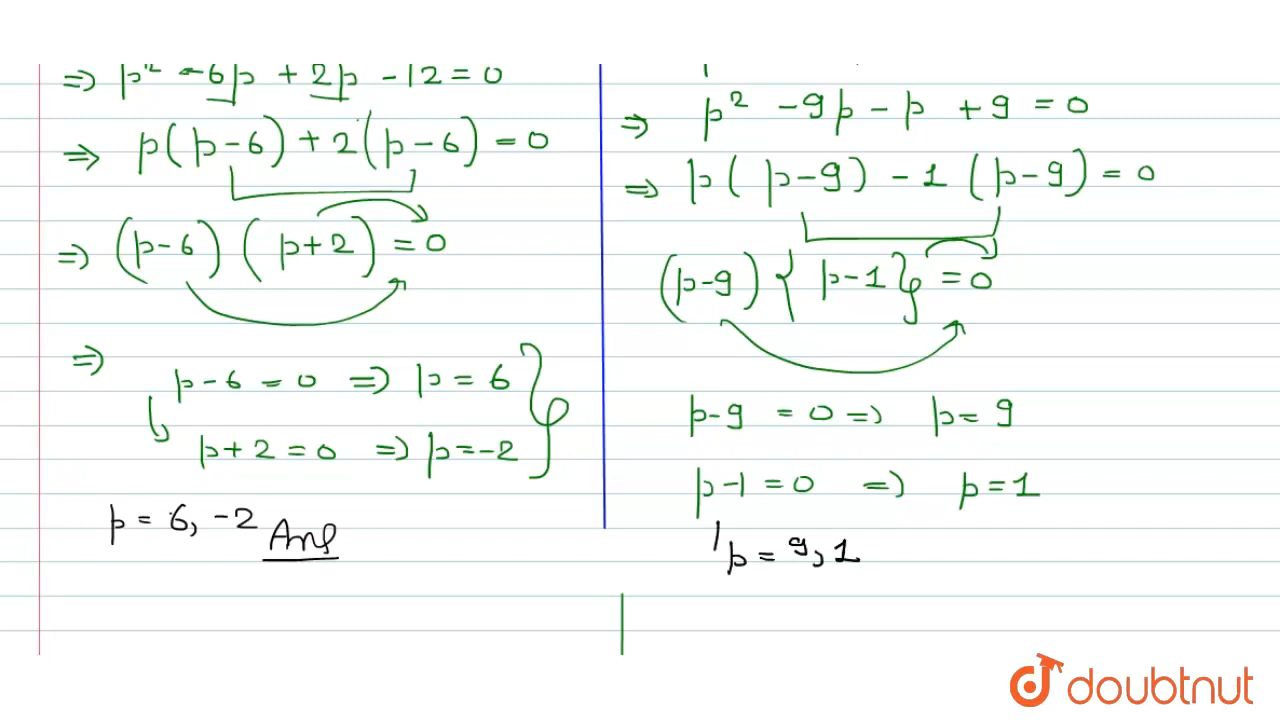 ⇒ p² - 6p + 2p - 12 = 0
⇒ p(p-6) + 2(p-6) = 0
⇒ (p-6) (p+2) = 0
⇒
p-6 = 0 ⇒ p = 6
p+2 = 0 ⇒ p = -2
p = 6, -2 Ans
⇒ p² - 9p - p + 9 = 0
⇒ p(p-9) - 1(p-9) = 0
(p-9) { p-1} = 0
p-9 = 0 ⇒ p = 9
p-1 = 0 ⇒ p = 1
p = 9, 1
doubtnut